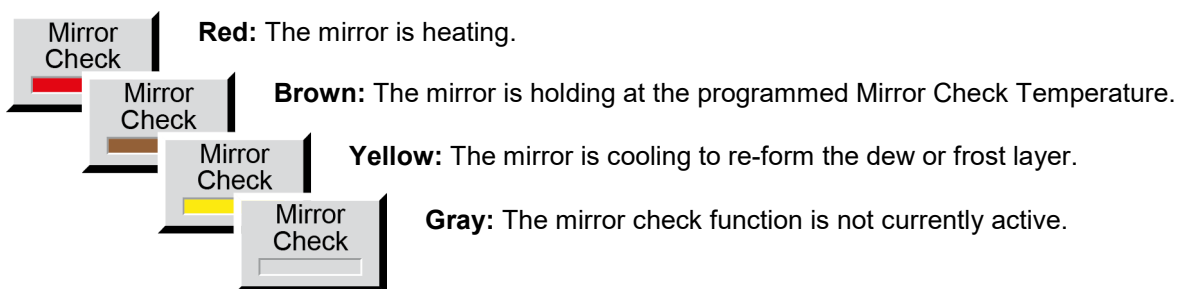 Mirror
Check
Red: The mirror is heating.
Mirror
Check
Brown: The mirror is holding at the programmed Mirror Check Temperature.
Mirror
Check
Yellow: The mirror is cooling to re-form the dew or frost layer.
Mirror
Check
Gray: The mirror check function is not currently active.